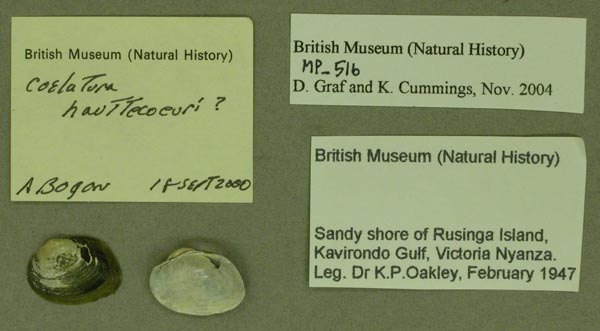 British Museum (Natural History)
Coelatura
hauttecoeuri ?
A Bogan 18 SEPT 2000
British Museum (Natural History)
MP_516
D. Graf and K. Cummings, Nov. 2004
British Museum (Natural History)
Sandy shore of Rusinga Island,
Kavirondo Gulf, Victoria Nyanza.
Leg. Dr K.P.Oakley, February 1947